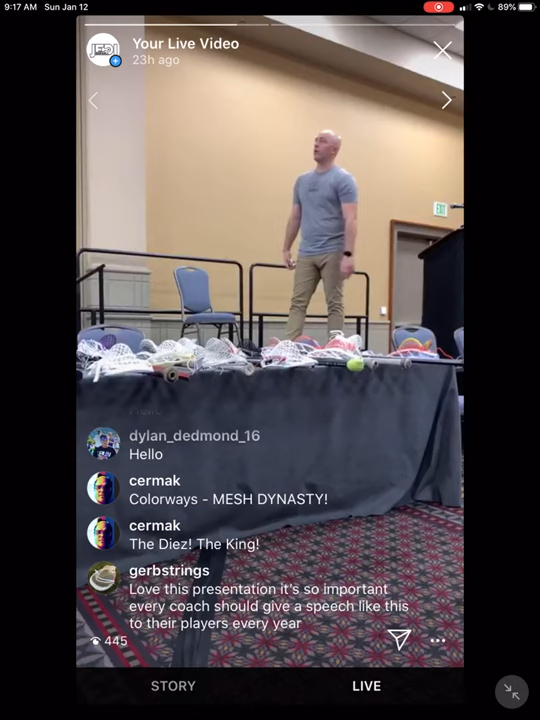 9:17 AM Sun Jan 12
89%
JEDI
Your Live Video
23h ago
EXIT
dylan_dedmond_16
Hello
cermak
Colorways - MESH DYNASTY!
cermak
The Diez! The King!
gerbstrings
Love this presentation it's so important
every coach should give a speech like this
to their players every year
445
STORY
LIVE